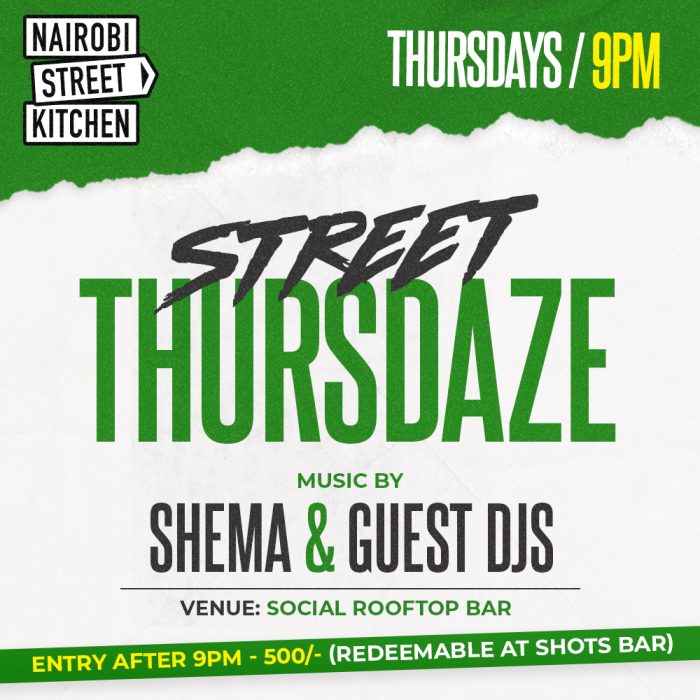 NAIROBI
STREET
KITCHEN
THURSDAYS / 9PM
STREET
THURSDAZE
MUSIC BY
SHEMA & GUEST DJS
VENUE: SOCIAL ROOFTOP BAR
ENTRY AFTER 9PM - 500/- (REDEEMABLE AT SHOTS BAR)